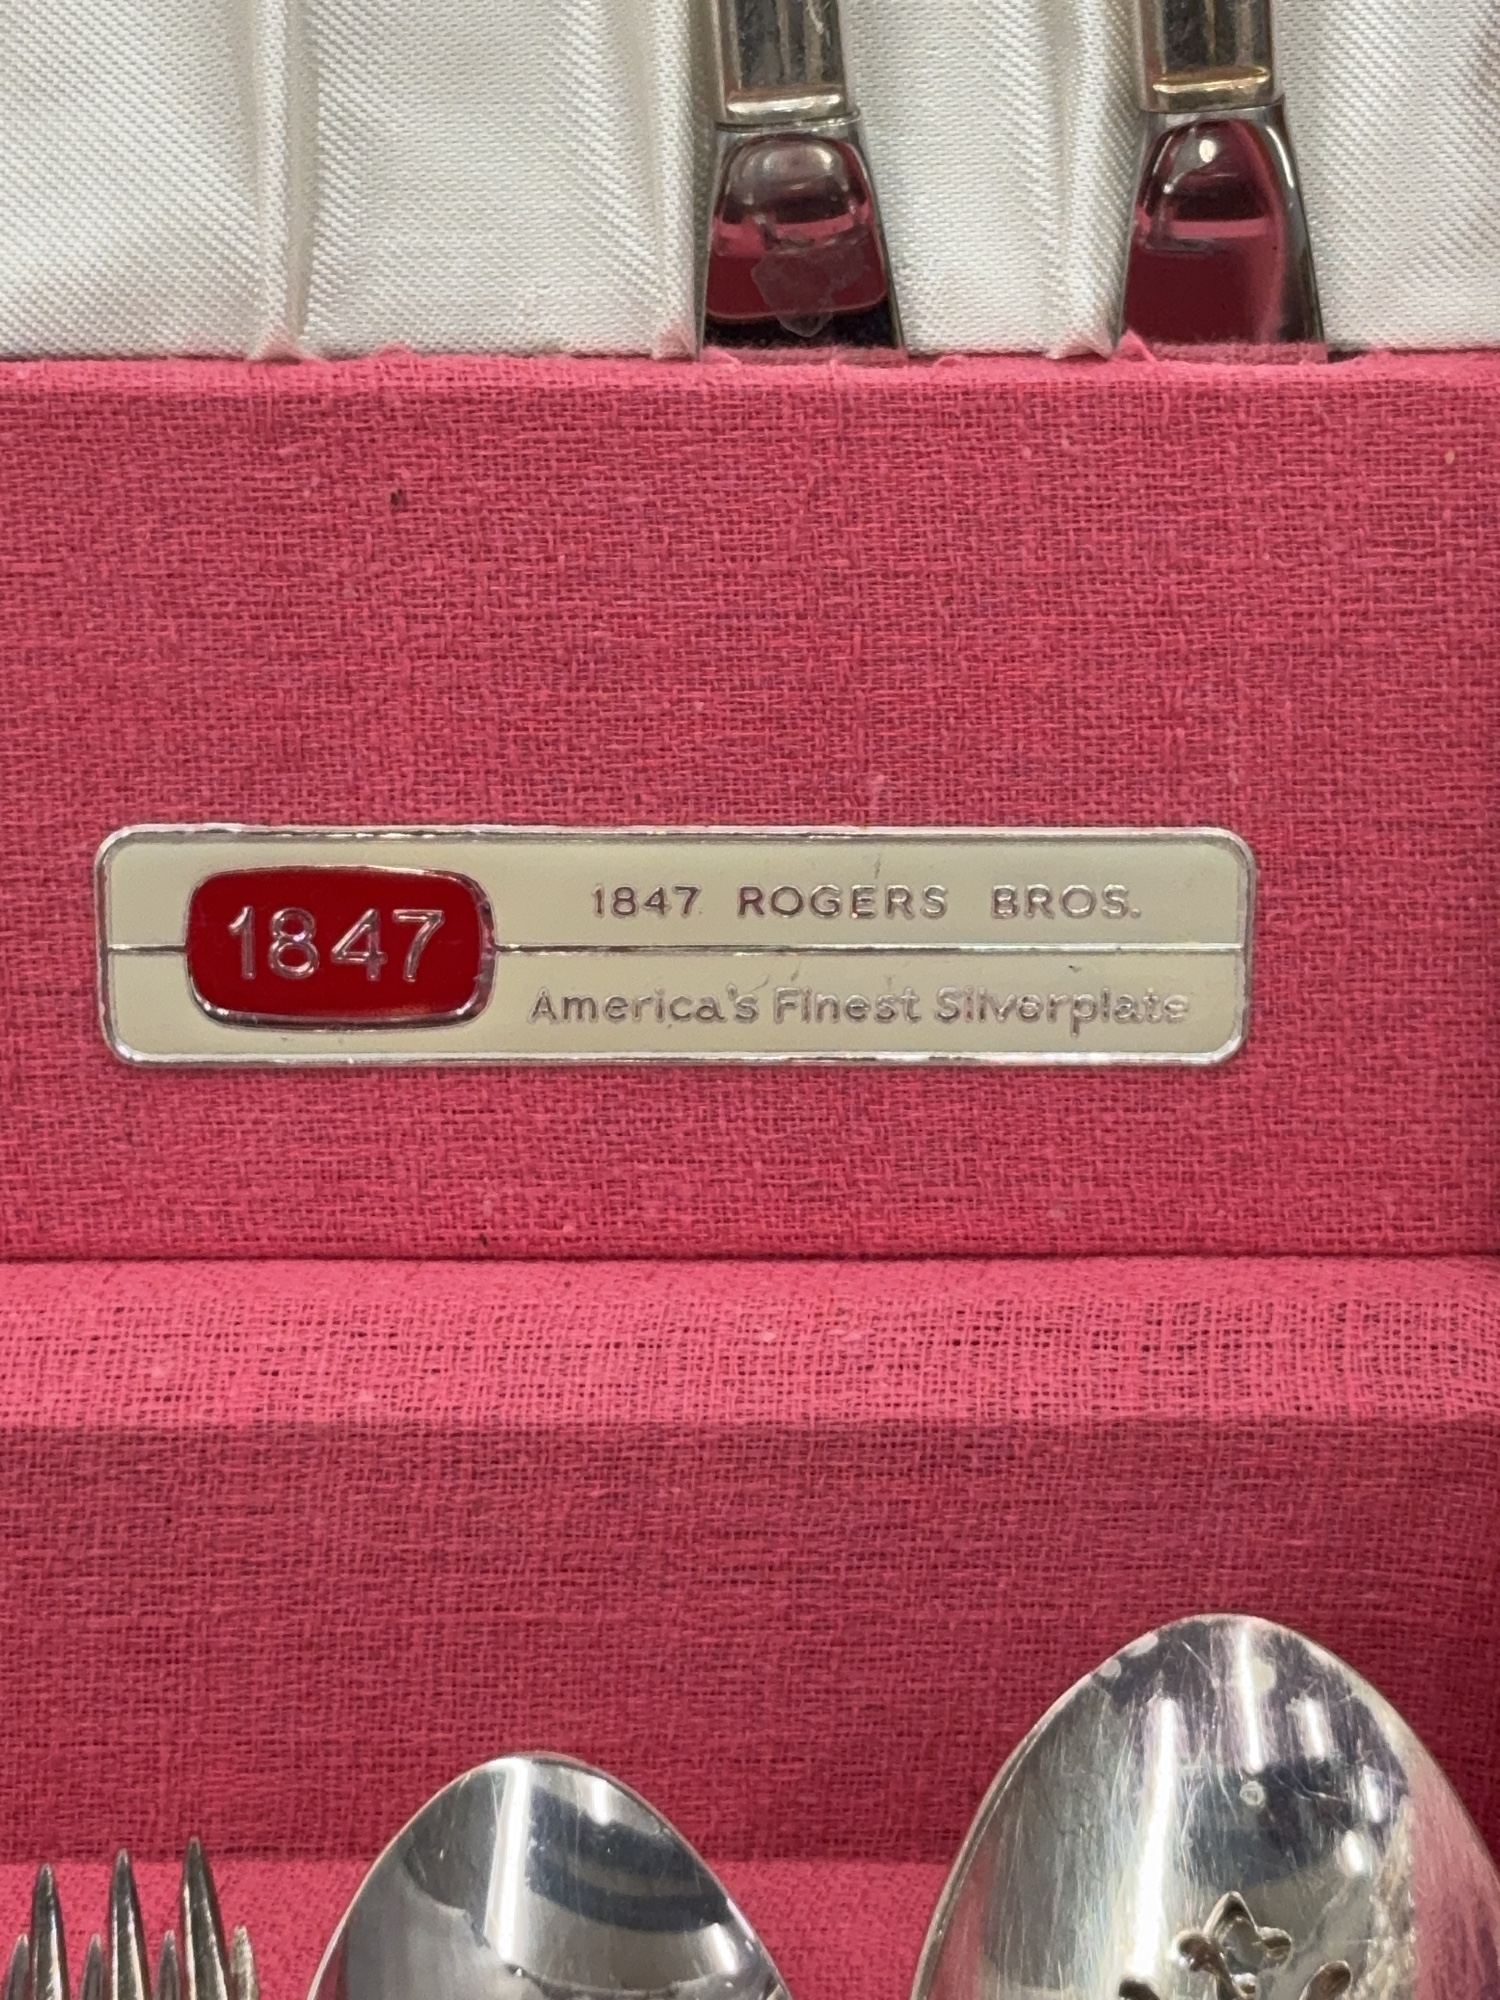 1847
1847 ROGERS BROS.
America's Finest Silverplate